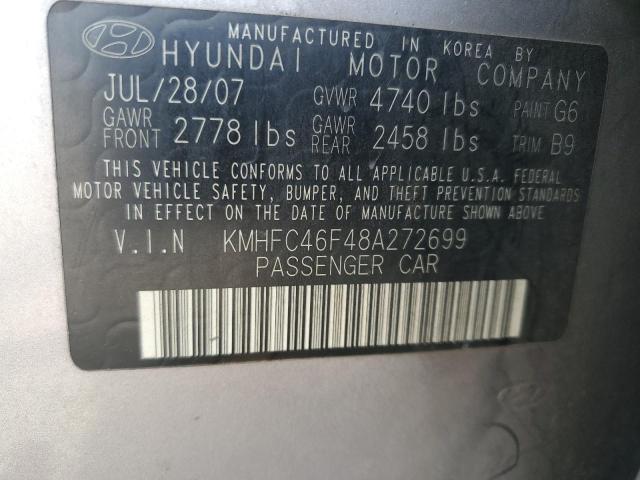 MANUFACTURED IN KOREA BY
HYUNDAI MOTOR COMPANY
JUL/28/07 GVWR 4740 lbs PAINT G6
GAWR FRONT 2778 lbs GAWR REAR 2458 lbs TRIM B9
THIS VEHICLE CONFORMS TO ALL APPLICABLE U.S.A. FEDERAL
MOTOR VEHICLE SAFETY, BUMPER, AND THEFT PREVENTION STANDARDS
IN EFFECT ON THE DATE OF MANUFACTURE SHOWN ABOVE
V.I.N KMHFC46F48A272699
PASSENGER CAR